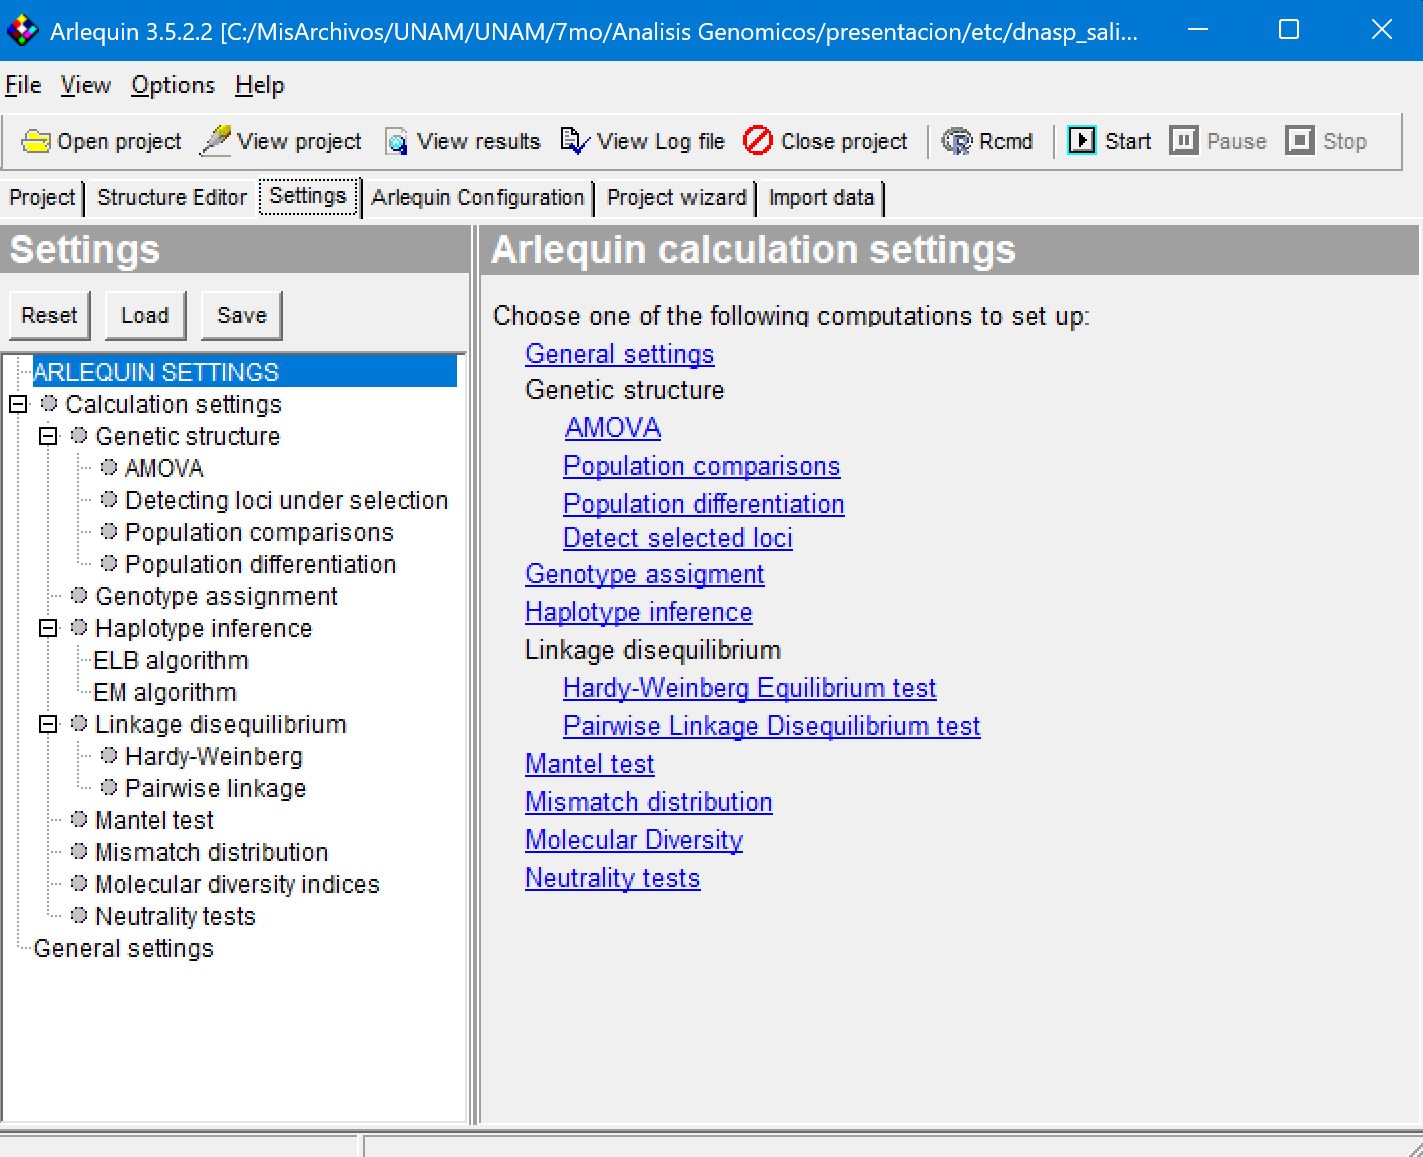 Arlequin 3.5.2.2 [C:/MisArchivos/UNAM/UNAM/7mo/Analisis Genomicos/presentacion/etc/dnasp_sali...
File View Options Help
Open project View project View results View Log file Close project Rcmd Start Pause Stop
Project Structure Editor Settings Arlequin Configuration Project wizard Import data
Settings
Reset Load Save
ARLEQUIN SETTINGS
Calculation settings
Genetic structure
AMOVA
Detecting loci under selection
Population comparisons
Population differentiation
Genotype assignment
Haplotype inference
ELB algorithm
EM algorithm
Linkage disequilibrium
Hardy-Weinberg
Pairwise linkage
Mantel test
Mismatch distribution
Molecular diversity indices
Neutrality tests
General settings
Arlequin calculation settings
Choose one of the following computations to set up:
General settings
Genetic structure
AMOVA
Population comparisons
Population differentiation
Detect selected loci
Genotype assigment
Haplotype inference
Linkage disequilibrium
Hardy-Weinberg Equilibrium test
Pairwise Linkage Disequilibrium test
Mantel test
Mismatch distribution
Molecular Diversity
Neutrality tests